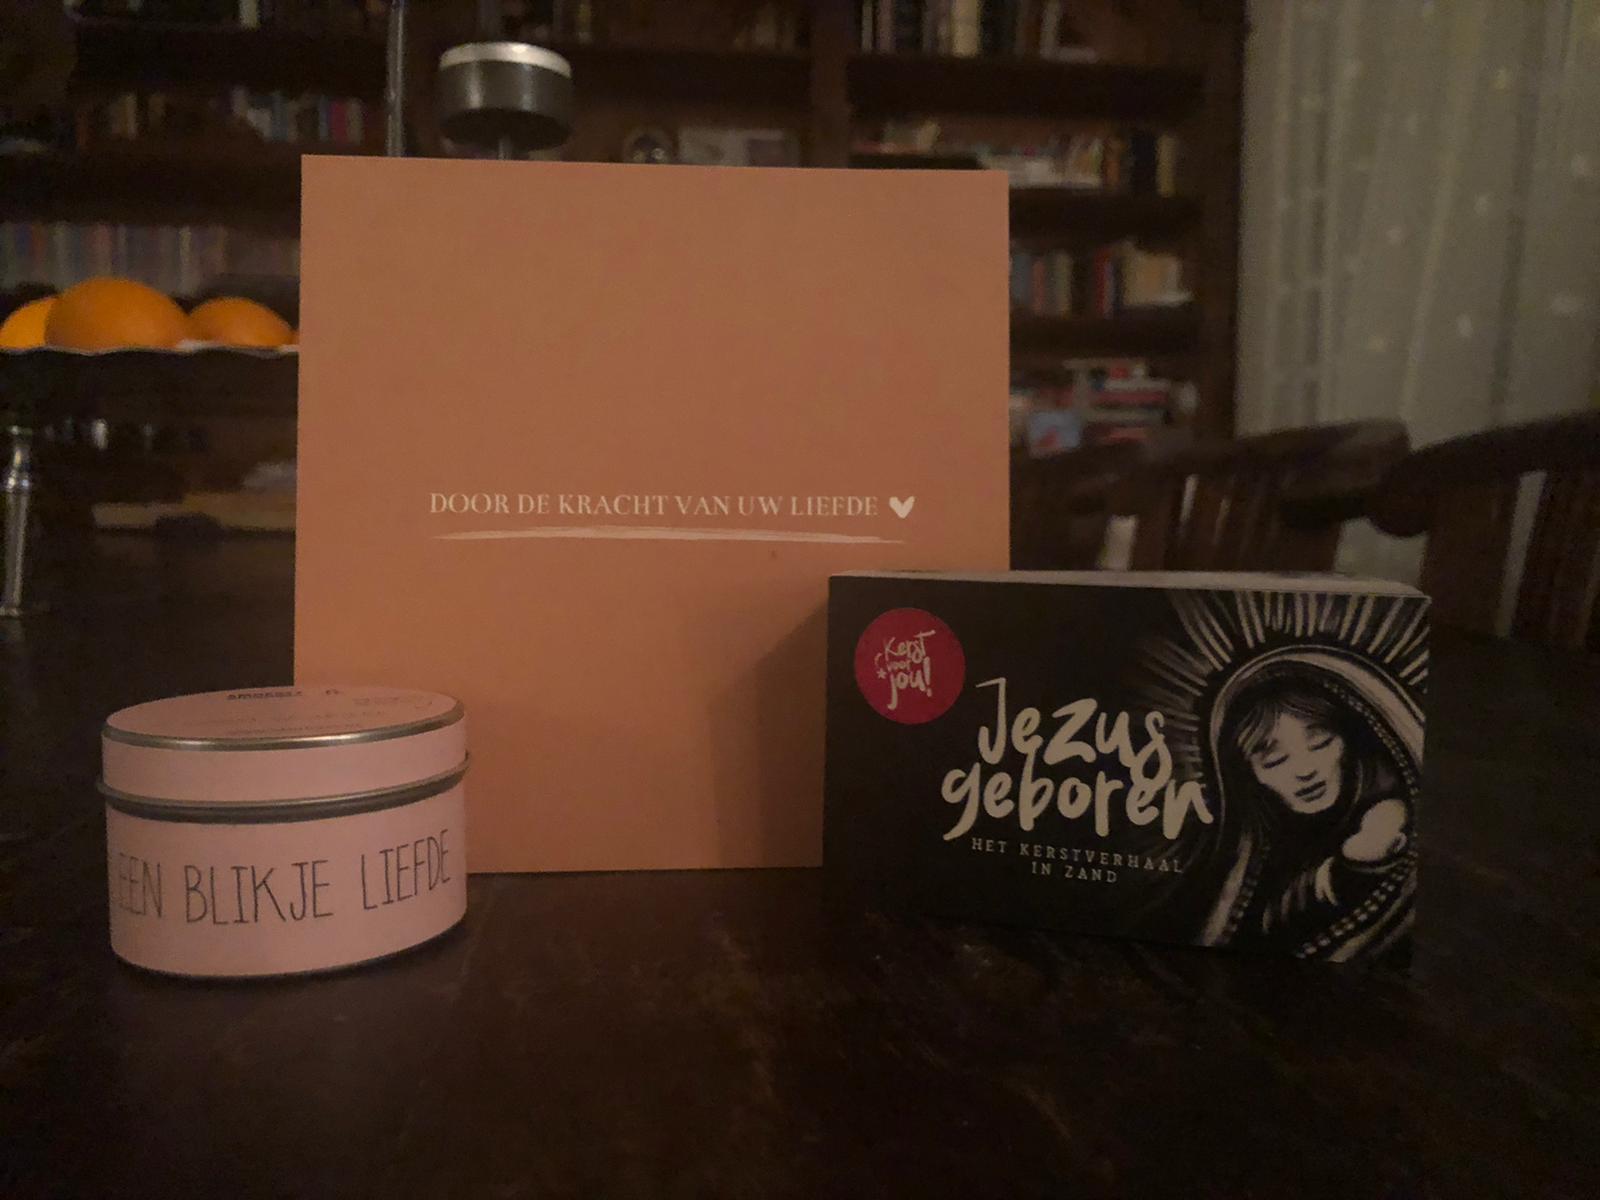 DOOR DE KRACHT VAN UW LIEFDE
Kerst
voor
jou!
Jezus
geboren
HET KERSTVERHAAL
IN ZAND
EEN BLIKJE LIEFDE